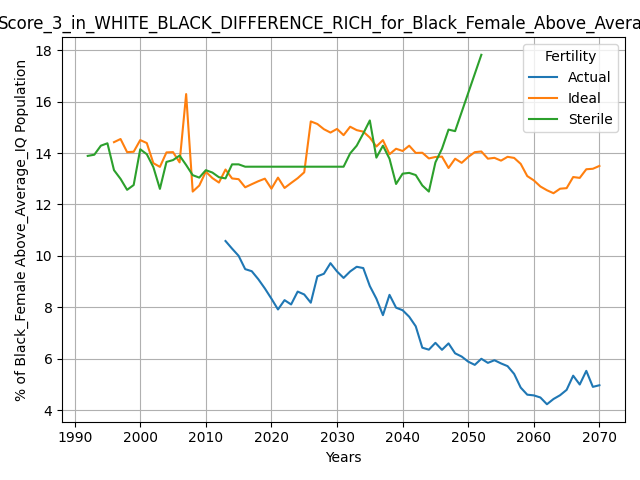 Score_3_in_WHITE_BLACK_DIFFERENCE_RICH_for_Black_Female_Above_Avera
% of Black_Female Above_Average_IQ Population
18
16
14
12
10
8
6
4
Fertility
Actual
Ideal
Sterile
1990 2000 2010 2020 2030 2040 2050 2060 2070
Years